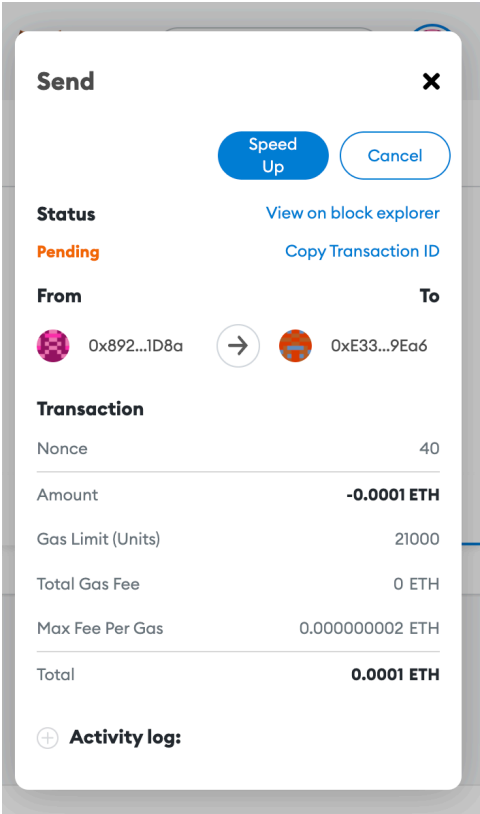 Send
Speed
Up
Cancel
Status
View on block explorer
Pending
Copy Transaction ID
From
To
0x892...1D8a
0xE33...9Ea6
Transaction
Nonce
40
Amount
-0.0001 ETH
Gas Limit (Units)
21000
Total Gas Fee
0 ETH
Max Fee Per Gas
0.000000002 ETH
Total
0.0001 ETH
Activity log: